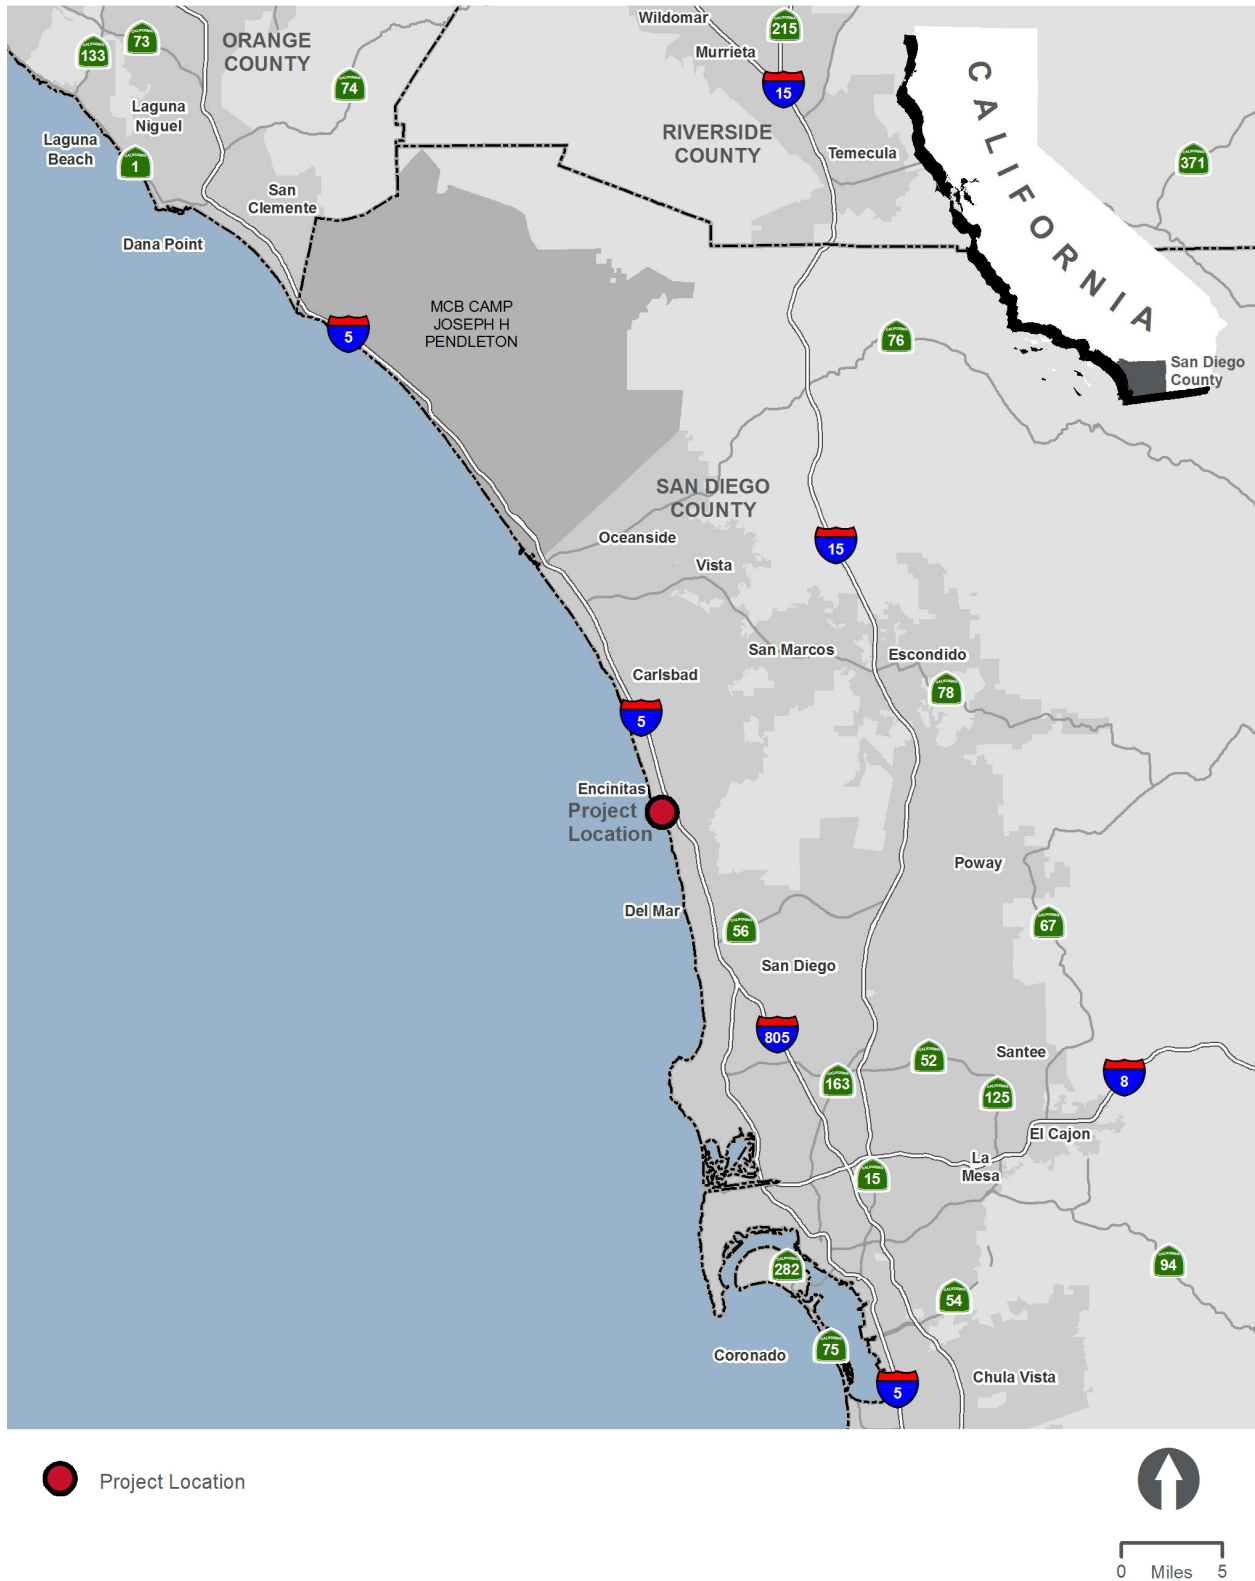 Wildomar
215
73
133
ORANGE
COUNTY
Murrieta
74
15
CALIFORNIA
Laguna
Niguel
RIVERSIDE
COUNTY
Laguna
Beach
1
Temecula
371
San
Clemente
Dana Point
MCB CAMP
JOSEPH H
PENDLETON
5
76
San Diego
County
SAN DIEGO
COUNTY
Oceanside
15
Vista
San Marcos
Escondido
Carlsbad
78
5
Encinitas
Project
Location
Poway
Del Mar
56
67
San Diego
805
52
Santee
163
125
8
El Cajon
La
Mesa
15
282
94
54
Coronado
75
Chula Vista
5
Project Location
0 Miles 5